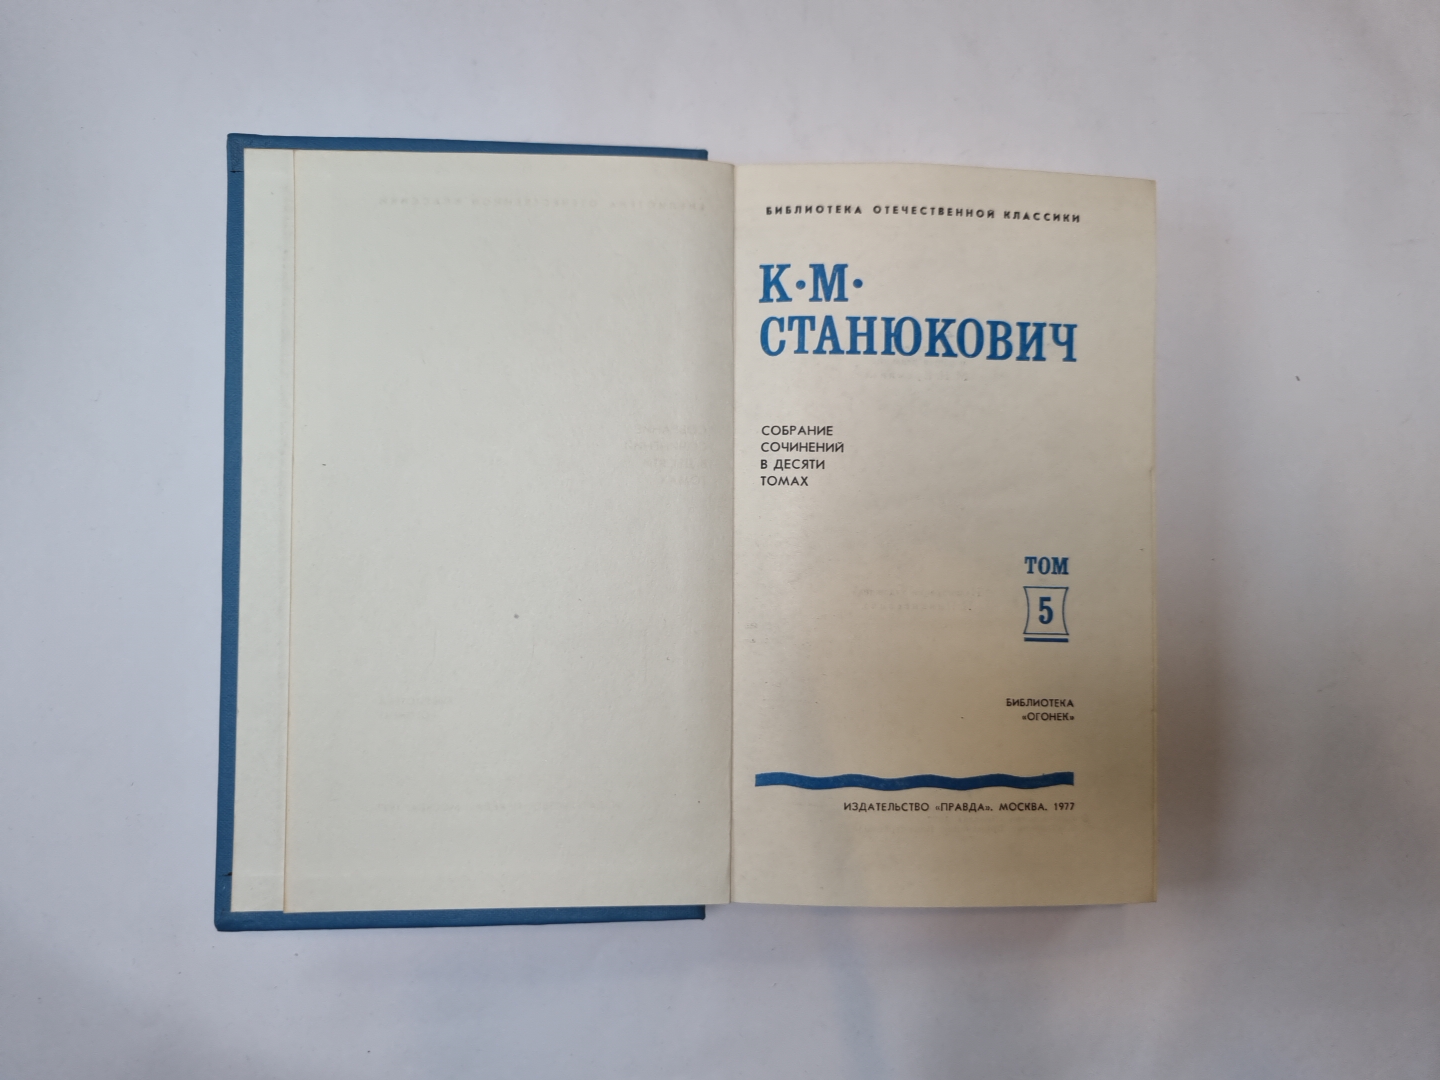 БИБЛИОТЕКА ОТЕЧЕСТВЕННОЙ КЛАССИКИ
К·М·
СТАНЮКОВИЧ
СОБРАНИЕ
СОЧИНЕНИЙ
В ДЕСЯТИ
ТОМАХ
ТОМ
5
БИБЛИОТЕКА
«ОГОНЕК»
ИЗДАТЕЛЬСТВО «ПРАВДА». МОСКВА. 1977